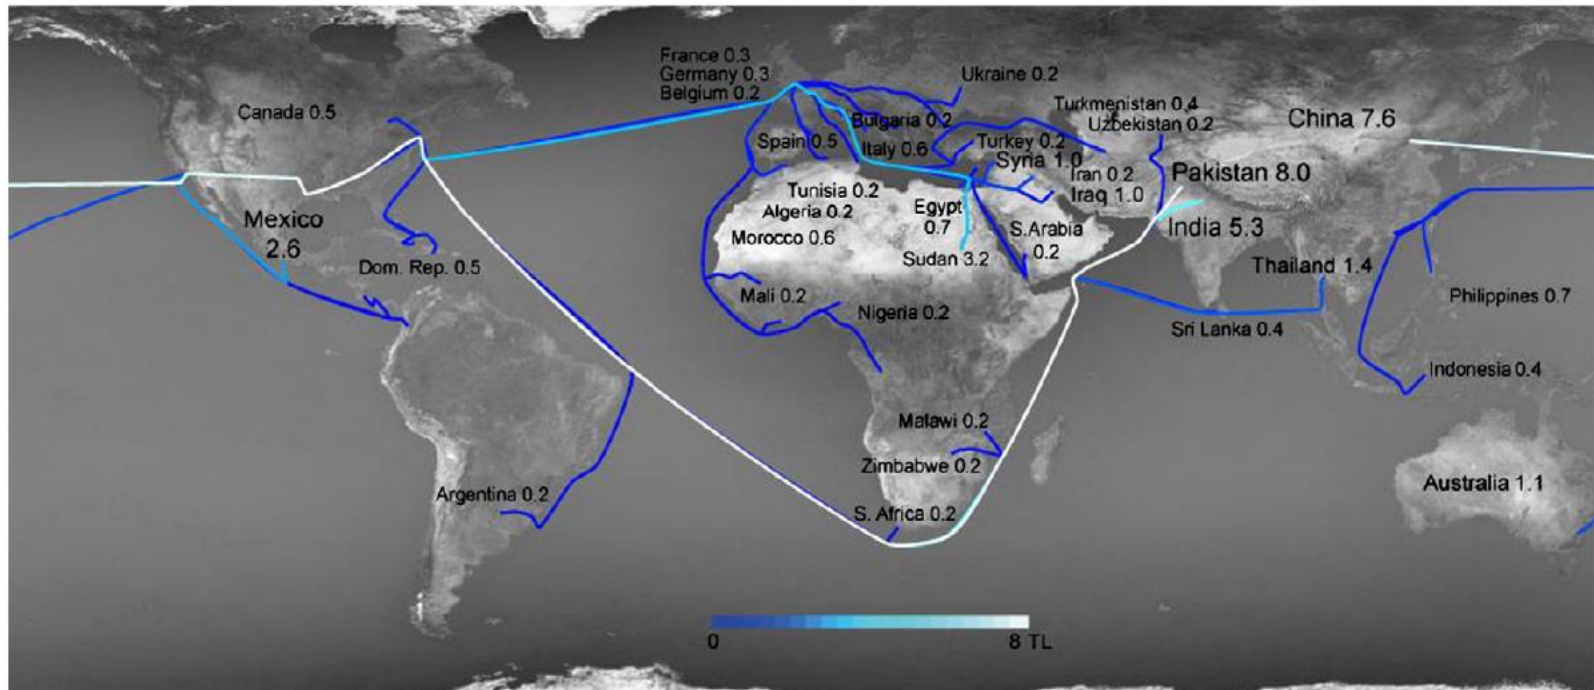 France 0.3
Germany 0.3
Belgium 0.2
Ukraine 0.2
Canada 0.5
Turkmenistan 0.4
Uzbekistan 0.2
China 7.6
Bulgaria 0.2
Spain 0.5
Italy 0.6
Turkey 0.2
Syria 1.0
Iran 0.2
Iraq 1.0
Pakistan 8.0
Tunisia 0.2
Algeria 0.2
Morocco 0.6
Egypt
0.7
S.Arabia
0.2
India 5.3
Mexico
2.6
Dom. Rep. 0.5
Sudan 3.2
Thailand 1.4
Mali 0.2
Nigeria 0.2
Philippines 0.7
Sri Lanka 0.4
Indonesia 0.4
Malawi 0.2
Zimbabwe 0.2
Argentina 0.2
S. Africa 0.2
Australia 1.1
0
8 TL